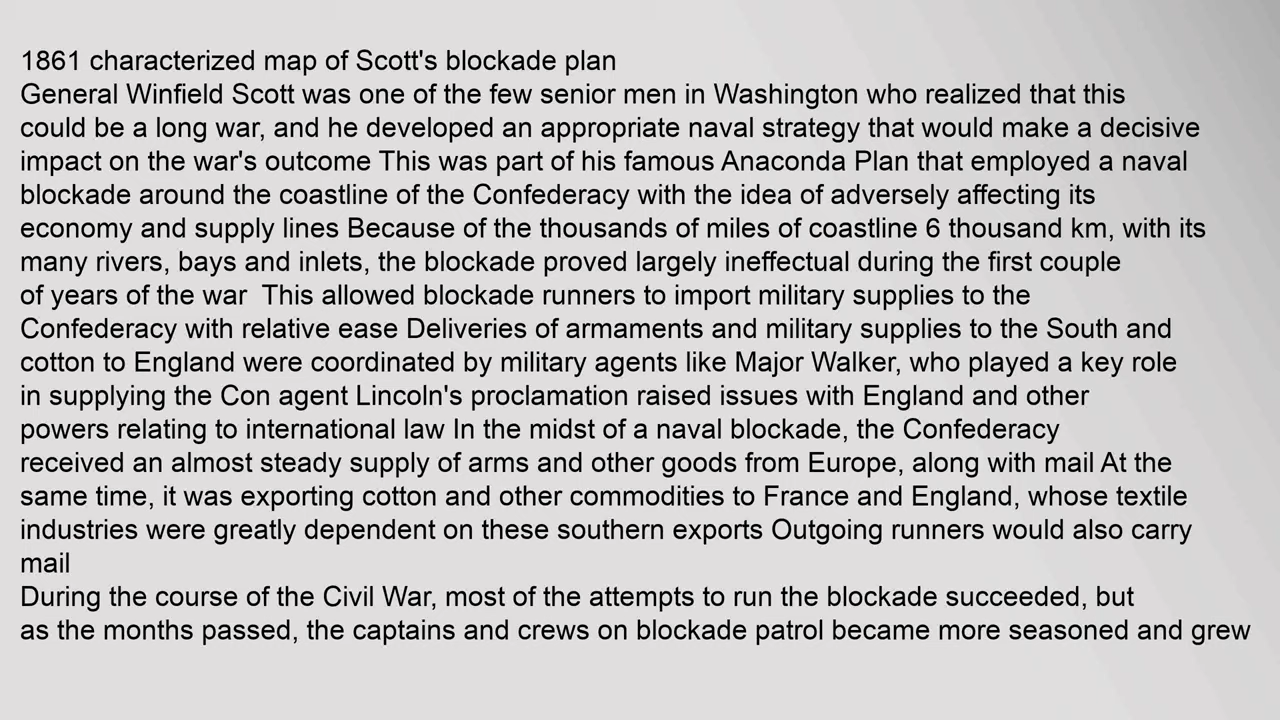 1861 characterized map of Scott's blockade plan
General Winfield Scott was one of the few senior men in Washington who realized that this
could be a long war, and he developed an appropriate naval strategy that would make a decisive
impact on the war's outcome This was part of his famous Anaconda Plan that employed a naval
blockade around the coastline of the Confederacy with the idea of adversely affecting its
economy and supply lines Because of the thousands of miles of coastline 6 thousand km, with its
many rivers, bays and inlets, the blockade proved largely ineffectual during the first couple
of years of the war  This allowed blockade runners to import military supplies to the
Confederacy with relative ease Deliveries of armaments and military supplies to the South and
cotton to England were coordinated by military agents like Major Walker, who played a key role
in supplying the Con agent Lincoln's proclamation raised issues with England and other
powers relating to international law In the midst of a naval blockade, the Confederacy
received an almost steady supply of arms and other goods from Europe, along with mail At the
same time, it was exporting cotton and other commodities to France and England, whose textile
industries were greatly dependent on these southern exports Outgoing runners would also carry
mail
During the course of the Civil War, most of the attempts to run the blockade succeeded, but
as the months passed, the captains and crews on blockade patrol became more seasoned and grew